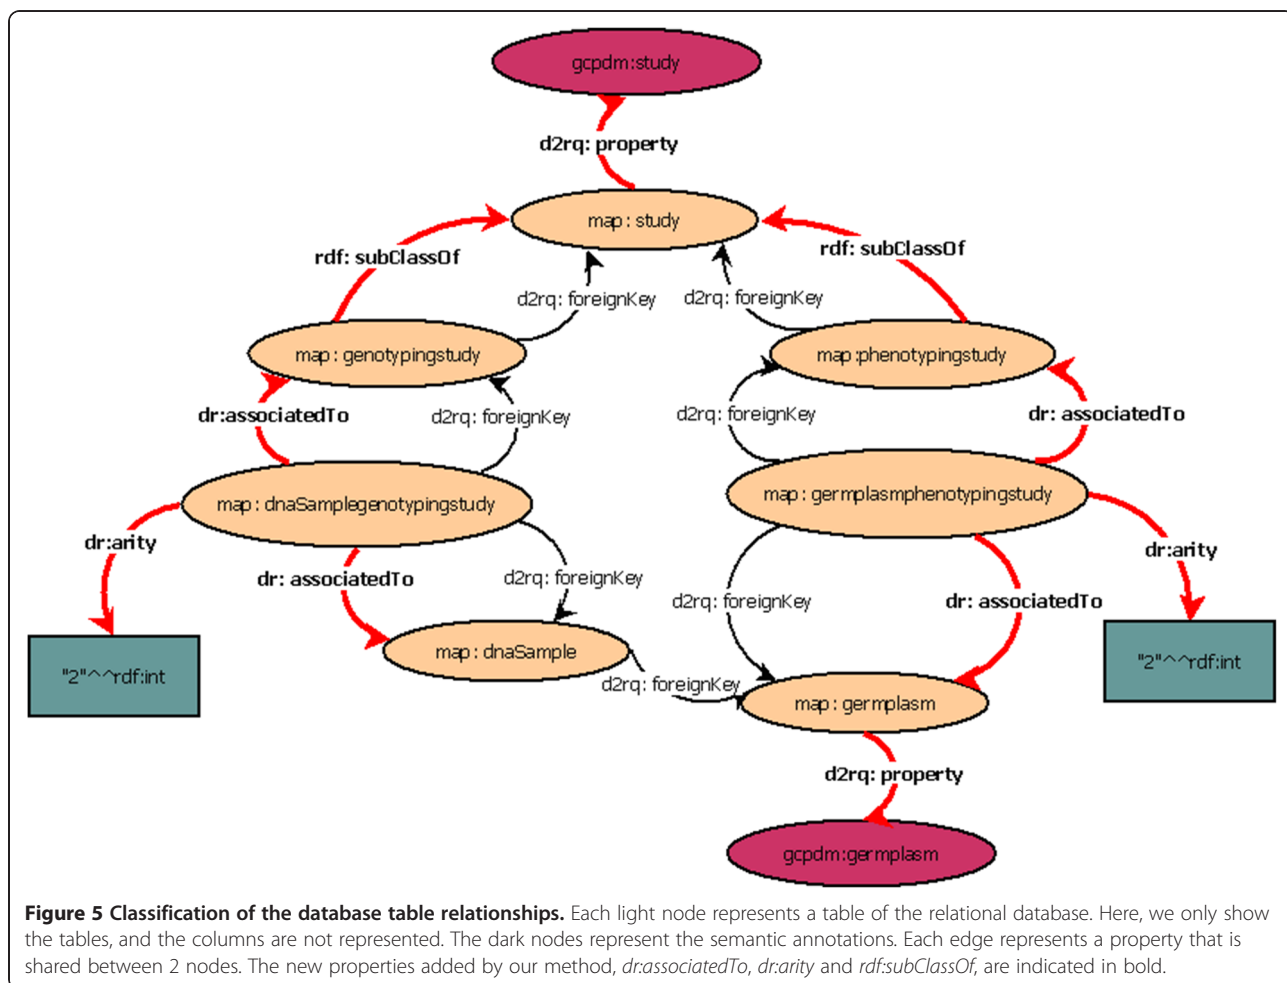 gcpdm:study
d2rq: property
map: study
rdf: subClassOf
rdf: subClassOf
d2rq: foreignKey
d2rq: foreignKey
map: genotypingstudy
map:phenotypingstudy
dr:associatedTo
d2rq: foreignKey
d2rq: foreignKey
dr: associatedTo
map: dnaSamplegenotypingstudy
map: germplasmphenotypingstudy
dr:arity
dr: associatedTo
d2rq: foreignKey
d2rq: foreignKey
dr: associatedTo
dr:arity
"2"^^rdf:int
map: dnaSample
d2rq: foreignKey
map: germplasm
"2"^^rdf:int
d2rq: property
gcpdm:germplasm
Figure 5 Classification of the database table relationships. Each light node represents a table of the relational database. Here, we only show
the tables, and the columns are not represented. The dark nodes represent the semantic annotations. Each edge represents a property that is
shared between 2 nodes. The new properties added by our method, dr:associatedTo, dr:arity and rdf:subClassOf, are indicated in bold.